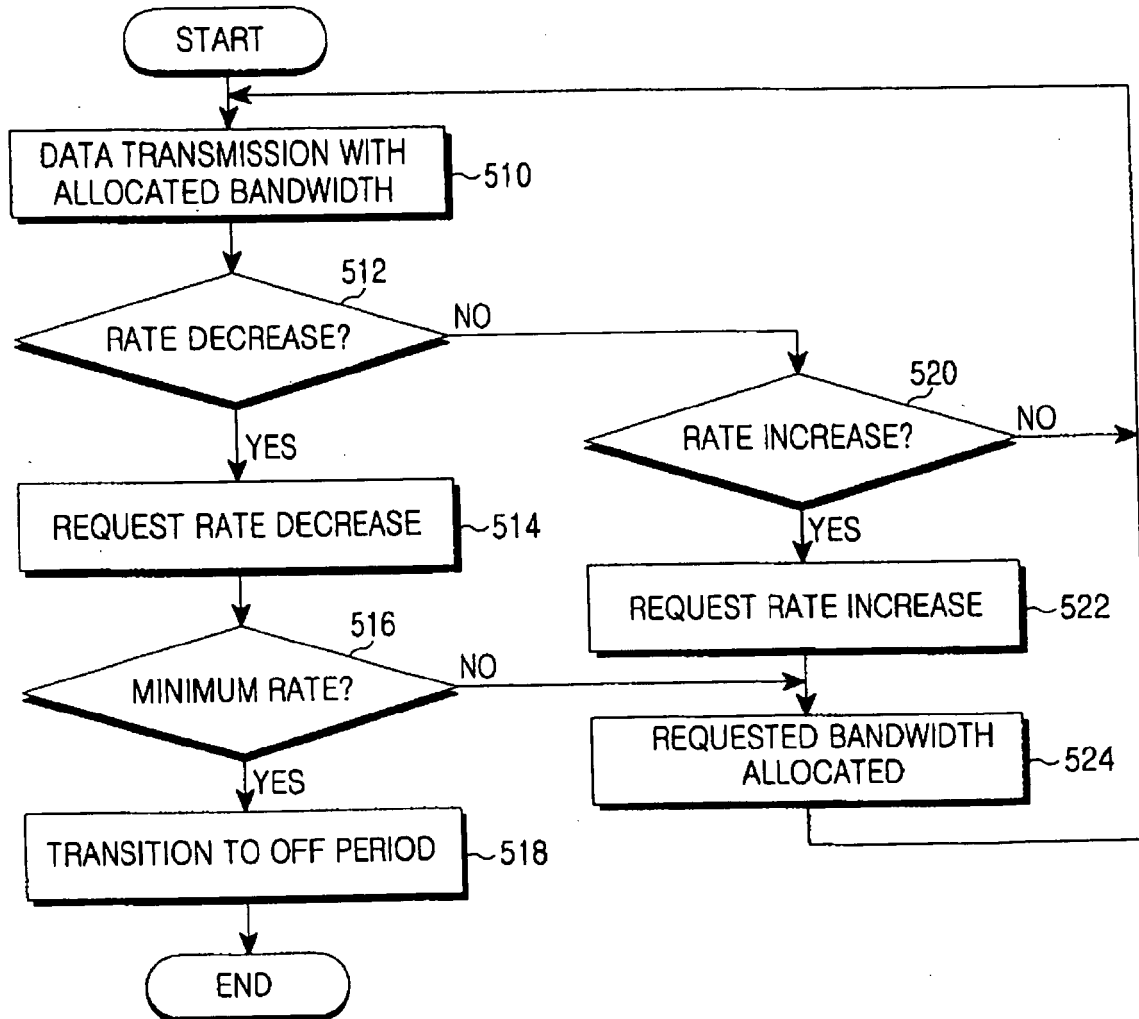 START
DATA TRANSMISSION WITH
ALLOCATED BANDWIDTH
510
512
RATE DECREASE?
NO
YES
520
RATE INCREASE?
NO
YES
REQUEST RATE DECREASE
514
REQUEST RATE INCREASE
522
516
MINIMUM RATE?
NO
YES
REQUESTED BANDWIDTH
ALLOCATED
524
TRANSITION TO OFF PERIOD
518
END